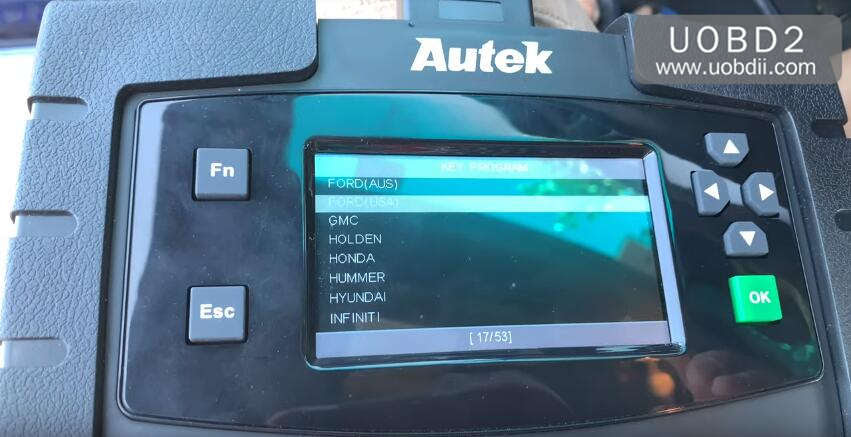 UOBD2
www.uobdii.com
Autek
Fn
Esc
KEY PROGRAM
FORD(AUS)
FORD(USA)
GMC
HOLDEN
HONDA
HUMMER
HYUNDAI
INFINITI
[ 17/53]
OK